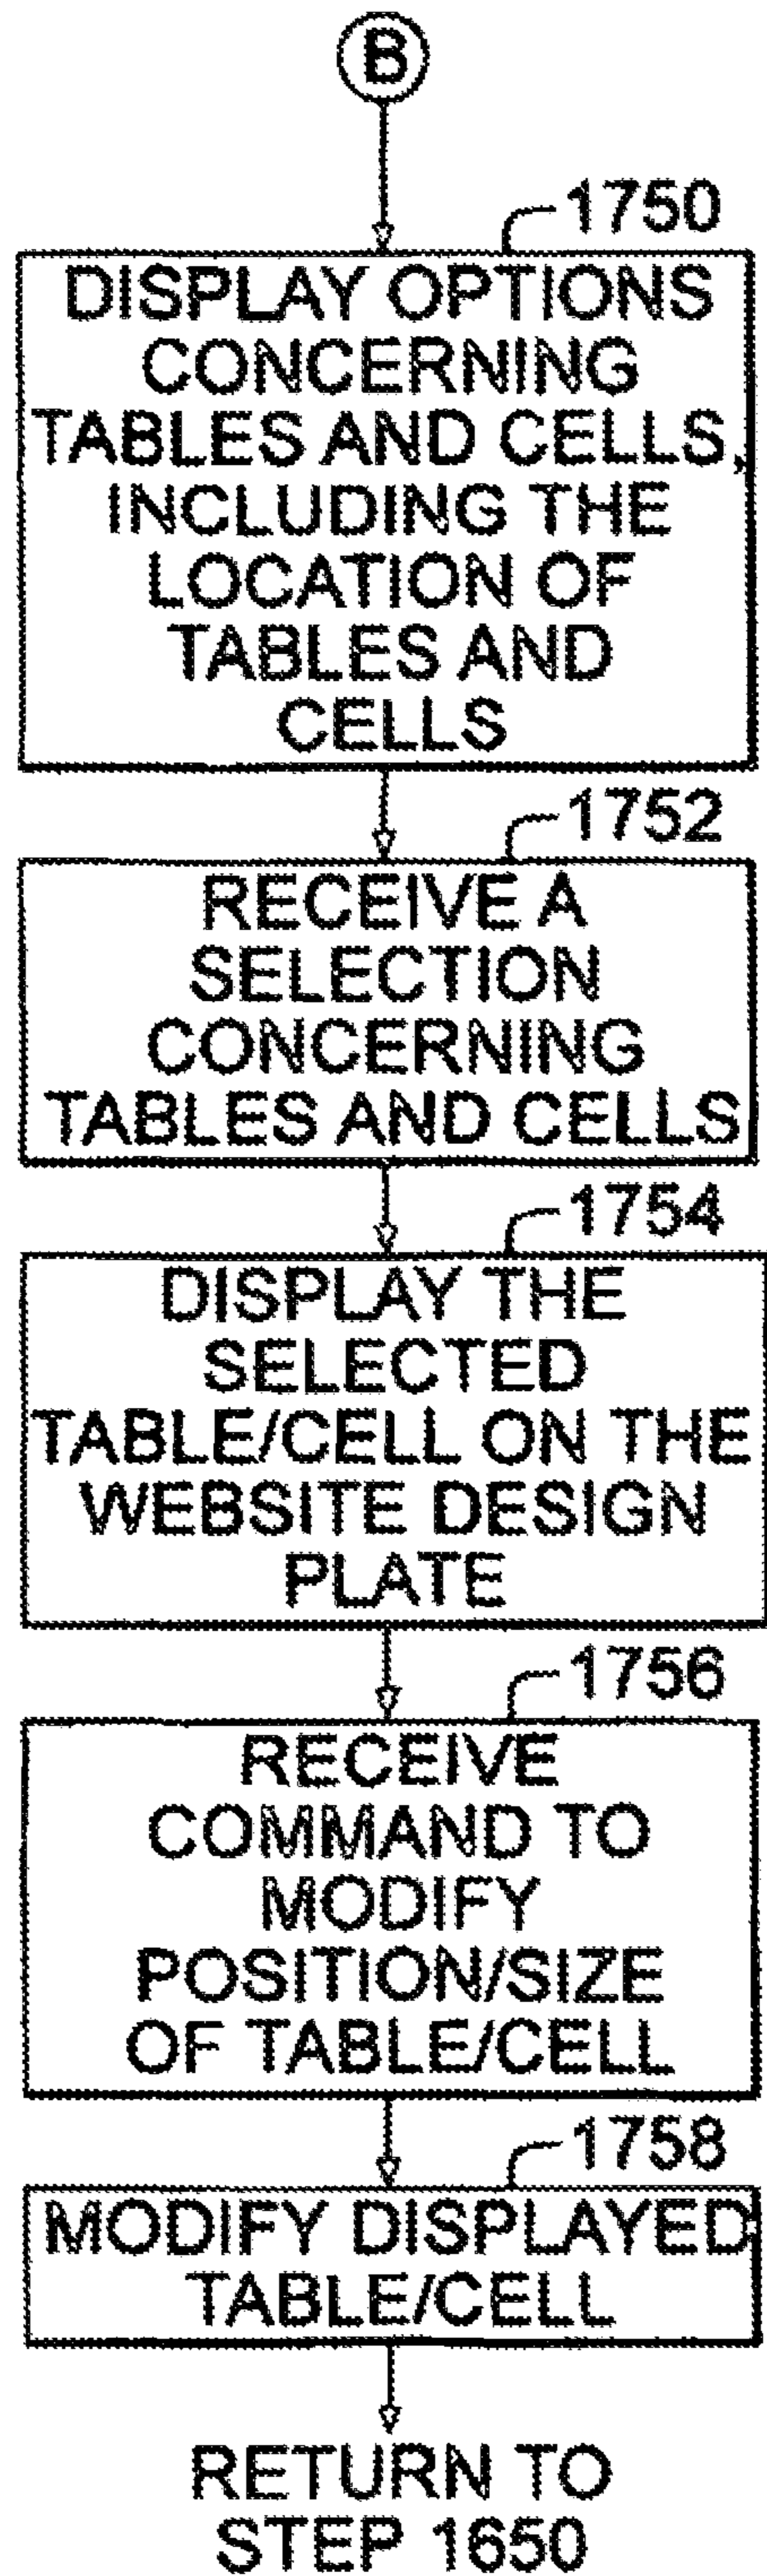 B
1750
DISPLAY OPTIONS
CONCERNING
TABLES AND CELLS,
INCLUDING THE
LOCATION OF
TABLES AND
CELLS
1752
RECEIVE A
SELECTION
CONCERNING
TABLES AND CELLS
1754
DISPLAY THE
SELECTED
TABLE/CELL ON THE
WEBSITE DESIGN
PLATE
1756
RECEIVE
COMMAND TO
MODIFY
POSITION/SIZE
OF TABLE/CELL
1758
MODIFY DISPLAYED
TABLE/CELL
RETURN TO
STEP 1650